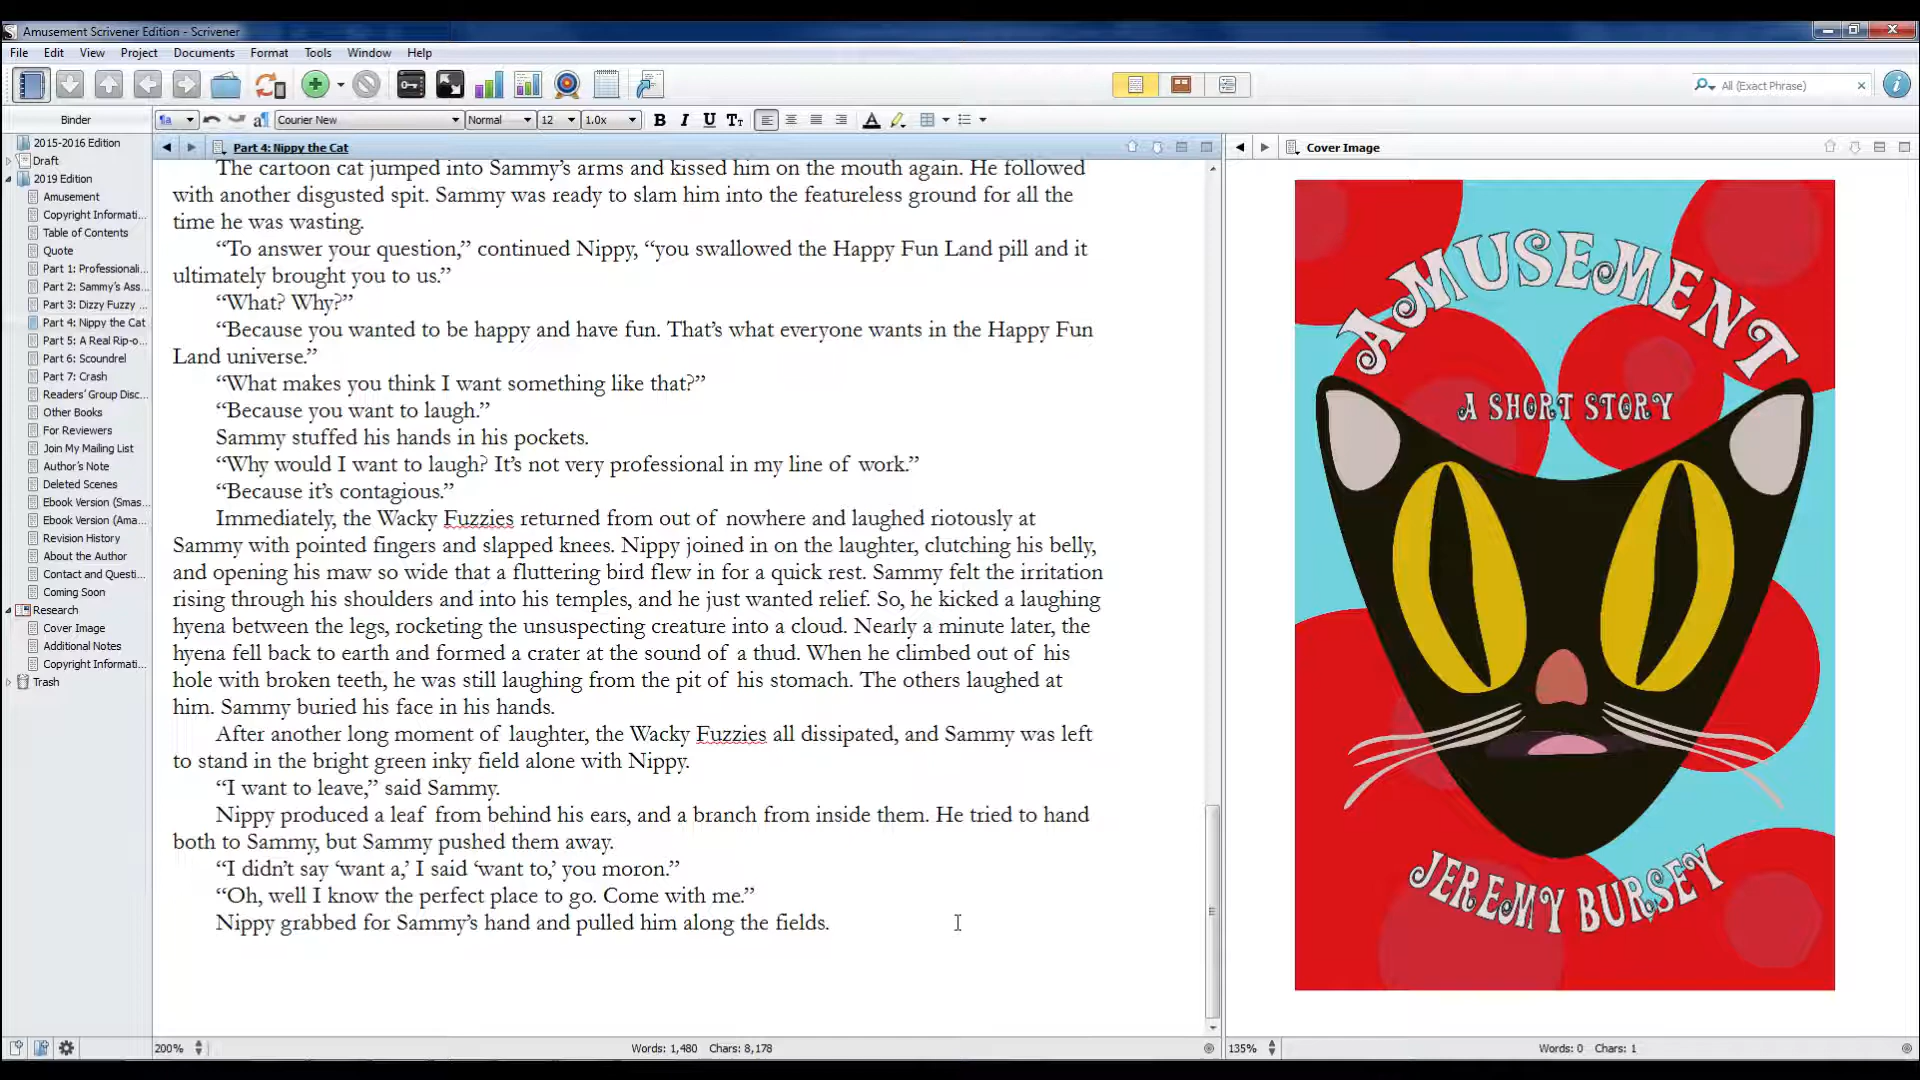 Amusement Scrivener Edition - Scrivener
File Edit View Project Documents Format Tools Window Help
All (Exact Phrase)
Binder
Courier New Normal 12 1.0x B I U
2015-2016 Edition
Draft
2019 Edition
Amusement
Copyright Informati...
Table of Contents
Quote
Part 1: Professionali...
Part 2: Sammy's Ass...
Part 3: Dizzy Fuzzy ...
Part 4: Nippy the Cat
Part 5: A Real Rip-o...
Part 6: Scoundrel
Part 7: Crash
Readers' Group Disc...
Other Books
For Reviewers
Join My Mailing List
Author's Note
Deleted Scenes
Ebook Version (Smas...
Ebook Version (Ama...
Revision History
About the Author
Contact and Questi...
Coming Soon
Research
Cover Image
Additional Notes
Copyright Informati...
Trash
Part 4: Nippy the Cat
The cartoon cat jumped into Sammy’s arms and kissed him on the mouth again. He followed
with another disgusted spit. Sammy was ready to slam him into the featureless ground for all the
time he was wasting.
“To answer your question,” continued Nippy, “you swallowed the Happy Fun Land pill and it
ultimately brought you to us.”
“What? Why?”
“Because you wanted to be happy and have fun. That’s what everyone wants in the Happy Fun
Land universe.”
“What makes you think I want something like that?”
“Because you want to laugh.”
Sammy stuffed his hands in his pockets.
“Why would I want to laugh? It’s not very professional in my line of work.”
“Because it’s contagious.”
Immediately, the Wacky Fuzzies returned from out of nowhere and laughed riotously at
Sammy with pointed fingers and slapped knees. Nippy joined in on the laughter, clutching his belly,
and opening his maw so wide that a fluttering bird flew in for a quick rest. Sammy felt the irritation
rising through his shoulders and into his temples, and he just wanted relief. So, he kicked a laughing
hyena between the legs, rocketing the unsuspecting creature into a cloud. Nearly a minute later, the
hyena fell back to earth and formed a crater at the sound of a thud. When he climbed out of his
hole with broken teeth, he was still laughing from the pit of his stomach. The others laughed at
him. Sammy buried his face in his hands.
After another long moment of laughter, the Wacky Fuzzies all dissipated, and Sammy was left
to stand in the bright green inky field alone with Nippy.
“I want to leave,” said Sammy.
Nippy produced a leaf from behind his ears, and a branch from inside them. He tried to hand
both to Sammy, but Sammy pushed them away.
“I didn’t say ‘want a,’ I said ‘want to,’ you moron.”
“Oh, well I know the perfect place to go. Come with me.”
Nippy grabbed for Sammy’s hand and pulled him along the fields.
200%
Words: 1,480 Chars: 8,178
Cover Image
AMUSEMENT
A SHORT STORY
JEREMY BURSEY
135%
Words: 0 Chars: 1